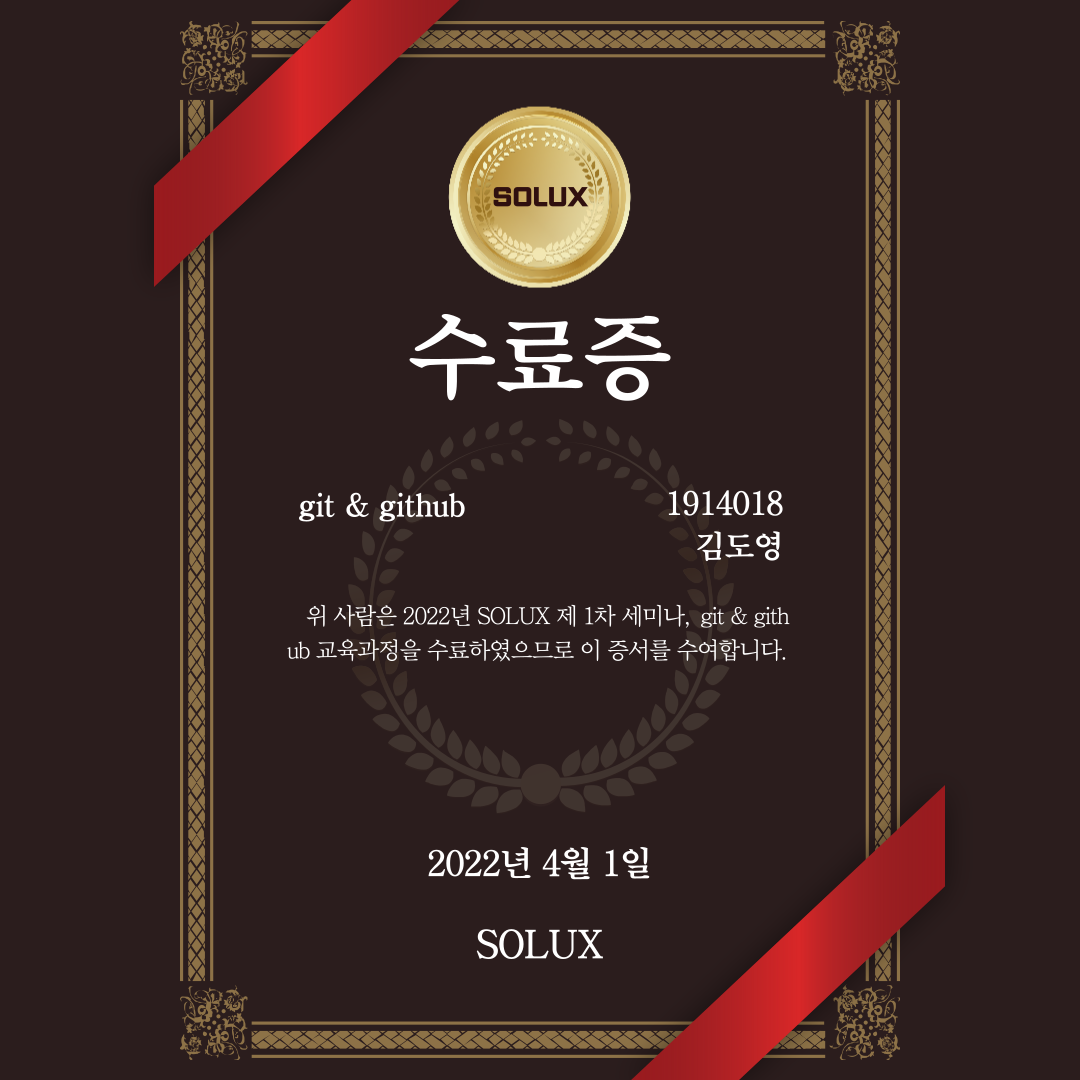 SOLUX
수료증
git & github
1914018
김도영
위 사람은 2022년 SOLUX 제 1차 세미나, git & gith
ub 교육과정을 수료하였으므로 이 증서를 수여합니다.
2022년 4월 1일
SOLUX